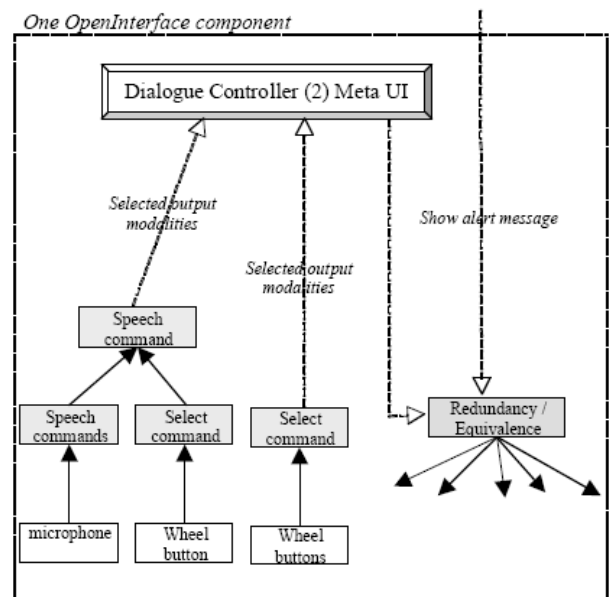 One OpenInterface component
Dialogue Controller (2) Meta UI
Selected output
modalities
Show alert message
Selected output
modalities
Speech
command
Speech
commands
Select
command
Select
command
Redundancy /
Equivalence
microphone
Wheel
button
Wheel
buttons